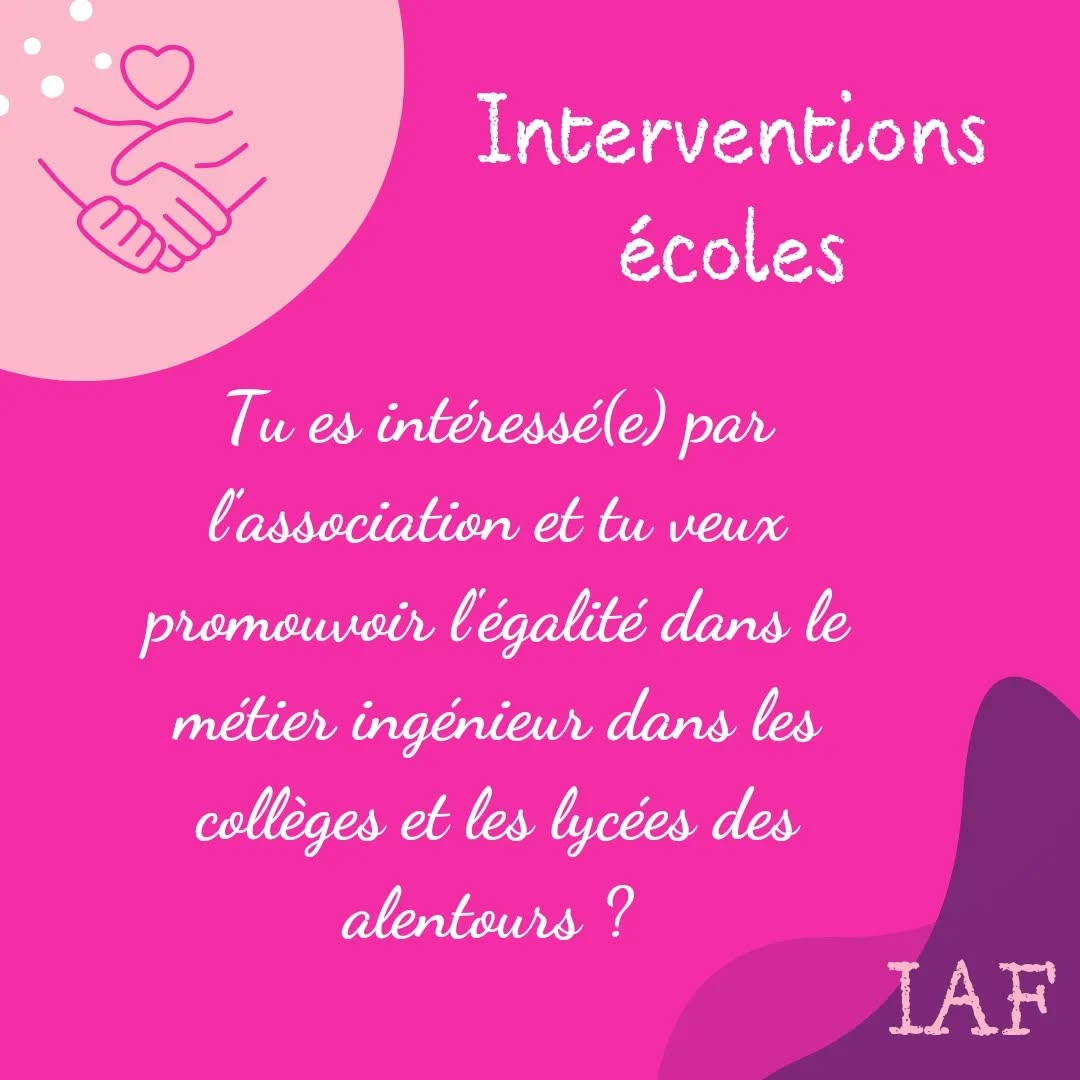 Interventions
écoles
Tu es intéressé(e) par
l'association et tu veux
promouvoir l'égalité dans le
métier ingénieur dans les
collèges et les lycées des
alentours ?
IAF